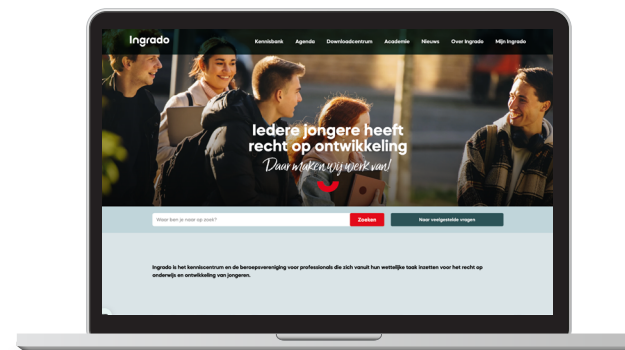 Ingrado
Kennisbank Agenda Downloadcentrum Academie Nieuws Over Ingrado Mijn Ingrado
Iedere jongere heeft
recht op ontwikkeling
Daar maken wij werk van!
Waar ben je naar op zoek?
Zoeken
Naar veelgestelde vragen
Ingrado is het kenniscentrum en de beroepsvereniging voor professionals die zich vanuit hun wettelijke taak inzetten voor het recht op
onderwijs en ontwikkeling van jongeren.